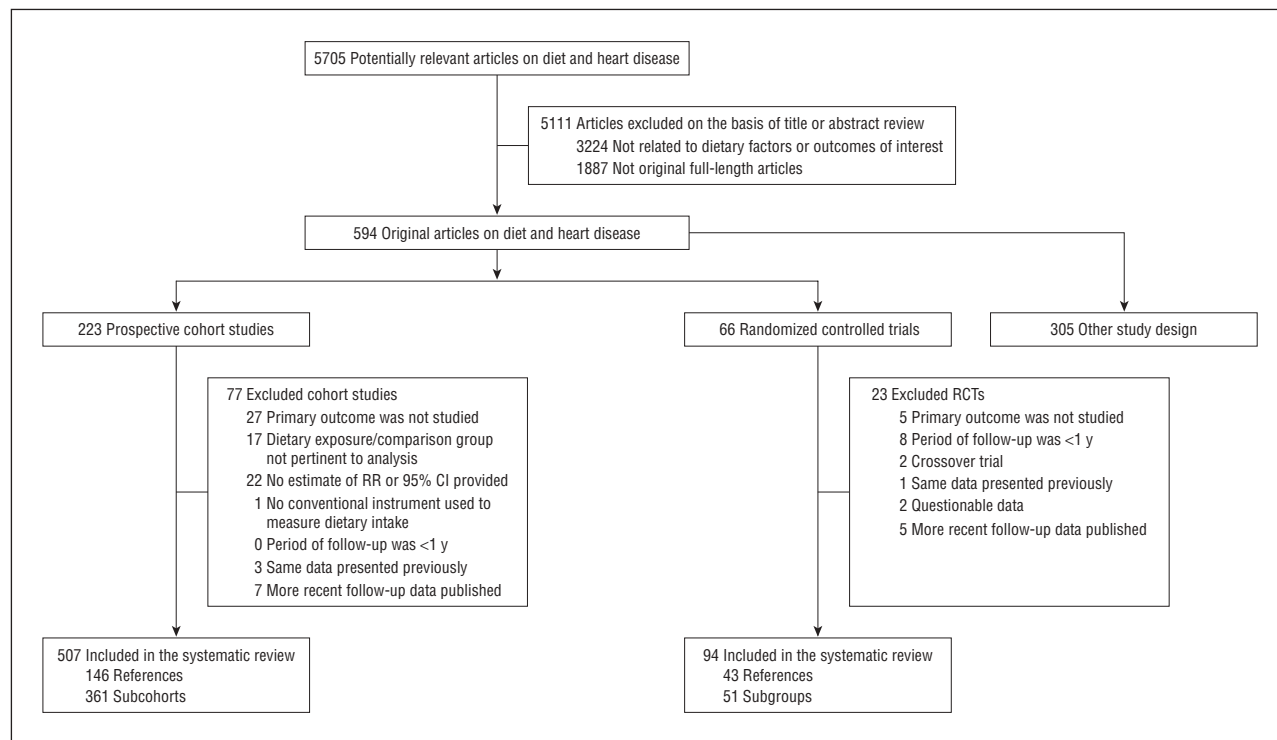 5705 Potentially relevant articles on diet and heart disease
5111 Articles excluded on the basis of title or abstract review
3224 Not related to dietary factors or outcomes of interest
1887 Not original full-length articles
594 Original articles on diet and heart disease
223 Prospective cohort studies
66 Randomized controlled trials
305 Other study design
77 Excluded cohort studies
27 Primary outcome was not studied
17 Dietary exposure/comparison group
not pertinent to analysis
22 No estimate of RR or 95% CI provided
1 No conventional instrument used to
measure dietary intake
0 Period of follow-up was <1 y
3 Same data presented previously
7 More recent follow-up data published
23 Excluded RCTs
5 Primary outcome was not studied
8 Period of follow-up was <1 y
2 Crossover trial
1 Same data presented previously
2 Questionable data
5 More recent follow-up data published
507 Included in the systematic review
146 References
361 Subcohorts
94 Included in the systematic review
43 References
51 Subgroups